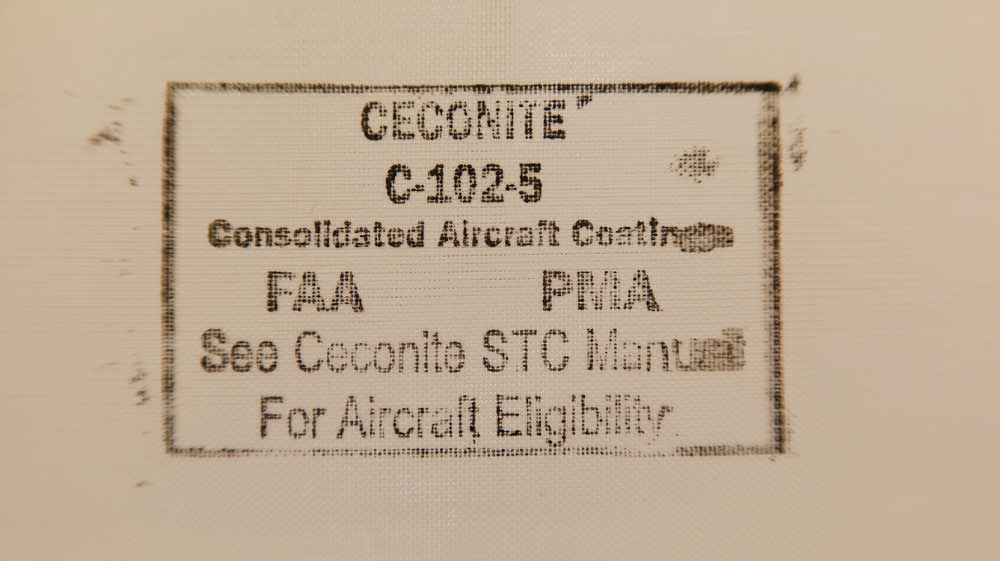 CECONITE
C-102-5
Consolidated Aircraft Coatings
FAA PMA
See Ceconite STC Manual
For Aircraft Eligibility